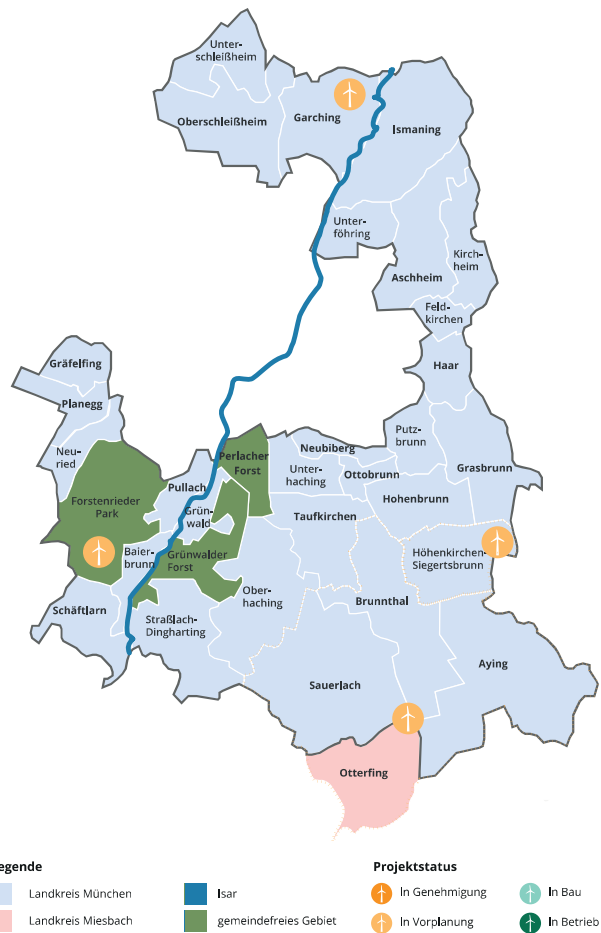 Unter-
schleißheim
Oberschleißheim
Garching
Ismaning
Unter-
föhring
Kirch-
heim
Aschheim
Feld-
kirchen
Haar
Gräfelfing
Planegg
Neu-
ried
Putz-
brunn
Neubiberg
Perlacher
Forst
Unter-
haching
Ottobrunn
Grasbrunn
Pullach
Hohenbrunn
Forstenrieder
Park
Grün-
wald
Taufkirchen
Baier-
brunn
Grünwalder
Forst
Höhenkirchen-
Siegertsbrunn
Ober-
haching
Brunnthal
Schäftlarn
Straßlach-
Dingharting
Aying
Sauerlach
Otterfing
egende
Projektstatus
Landkreis München
Isar
In Genehmigung
In Bau
Landkreis Miesbach
gemeindefreies Gebiet
In Vorplanung
In Betrieb